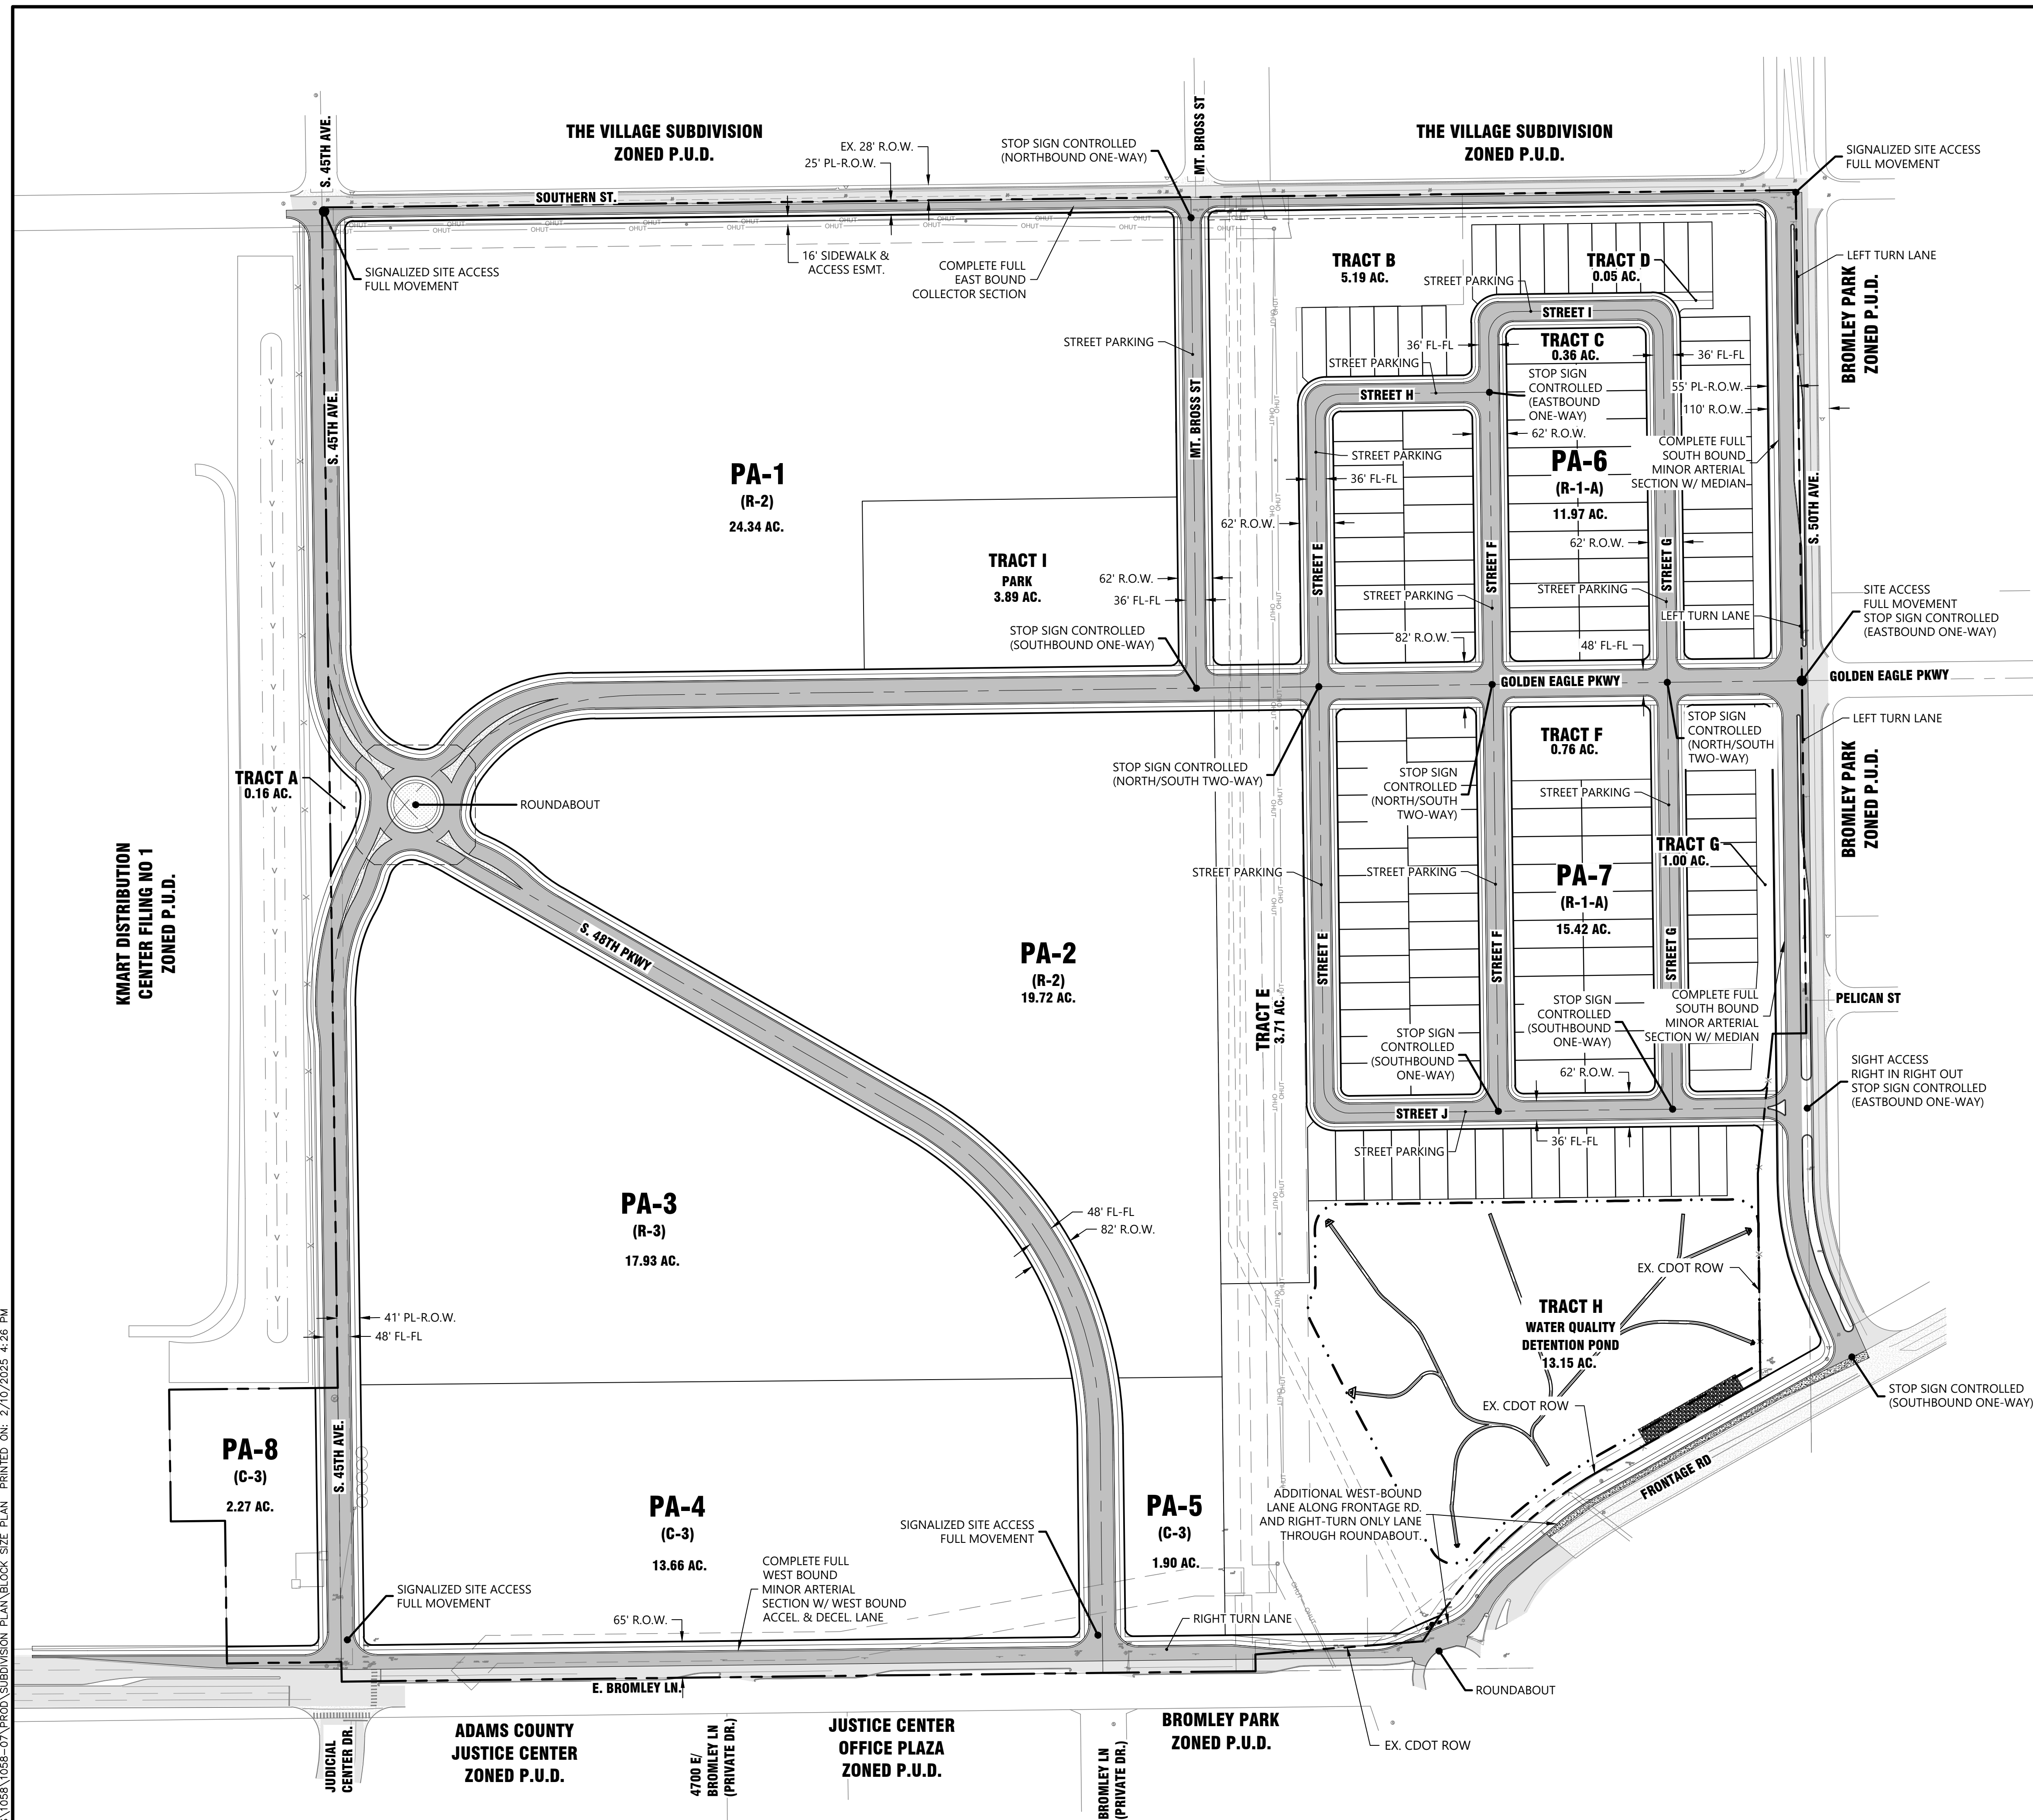 THE VILLAGE SUBDIVISION
ZONED P.U.D.
THE VILLAGE SUBDIVISION
ZONED P.U.D.
S. 45TH AVE.
MT. BROSS ST
EX. 28' R.O.W.
25' PL-R.O.W.
STOP SIGN CONTROLLED
(NORTHBOUND ONE-WAY)
SIGNALIZED SITE ACCESS
FULL MOVEMENT
SOUTHERN ST.
SIGNALIZED SITE ACCESS
FULL MOVEMENT
16' SIDEWALK &
ACCESS ESMT.
COMPLETE FULL
EAST BOUND
COLLECTOR SECTION
TRACT B
5.19 AC.
STREET PARKING
TRACT D
0.05 AC.
LEFT TURN LANE
BROMLEY PARK
ZONED P.U.D.
STREET I
STREET PARKING
36' FL-FL
TRACT C
0.36 AC.
36' FL-FL
STREET PARKING
STREET H
STOP SIGN
CONTROLLED
(EASTBOUND
ONE-WAY)
55' PL-R.O.W.
110' R.O.W.
62' R.O.W.
COMPLETE FULL
SOUTH BOUND
MINOR ARTERIAL
SECTION W/ MEDIAN
S. 45TH AVE.
MT. BROSS ST
PA-1
(R-2)
24.34 AC.
STREET PARKING
36' FL-FL
62' R.O.W.
PA-6
(R-1-A)
11.97 AC.
62' R.O.W.
S. 50TH AVE.
STREET E
STREET F
STREET G
TRACT I
PARK
3.89 AC.
62' R.O.W.
36' FL-FL
STREET PARKING
STREET PARKING
LEFT TURN LANE
SITE ACCESS
FULL MOVEMENT
STOP SIGN CONTROLLED
(EASTBOUND ONE-WAY)
STOP SIGN CONTROLLED
(SOUTHBOUND ONE-WAY)
82' R.O.W.
48' FL-FL
GOLDEN EAGLE PKWY
GOLDEN EAGLE PKWY
LEFT TURN LANE
TRACT F
0.76 AC.
STOP SIGN
CONTROLLED
(NORTH/SOUTH
TWO-WAY)
STOP SIGN CONTROLLED
(NORTH/SOUTH TWO-WAY)
STOP SIGN
CONTROLLED
(NORTH/SOUTH
TWO-WAY)
STREET PARKING
BROMLEY PARK
ZONED P.U.D.
TRACT A
0.16 AC.
ROUNDABOUT
KMART DISTRIBUTION
CENTER FILING NO 1
ZONED P.U.D.
TRACT G
1.00 AC.
STREET PARKING
STREET PARKING
PA-7
(R-1-A)
15.42 AC.
S. 48TH PKWY
PA-2
(R-2)
19.72 AC.
STREET E
STREET F
STREET G
TRACT E
3.71 AC.
STOP SIGN
CONTROLLED
(SOUTHBOUND
ONE-WAY)
STOP SIGN
CONTROLLED
(SOUTHBOUND
ONE-WAY)
COMPLETE FULL
SOUTH BOUND
MINOR ARTERIAL
SECTION W/ MEDIAN
PELICAN ST
62' R.O.W.
SIGHT ACCESS
RIGHT IN RIGHT OUT
STOP SIGN CONTROLLED
(EASTBOUND ONE-WAY)
STREET J
STREET PARKING
36' FL-FL
PA-3
(R-3)
17.93 AC.
48' FL-FL
82' R.O.W.
EX. CDOT ROW
TRACT H
WATER QUALITY
DETENTION POND
13.15 AC.
41' PL-R.O.W.
48' FL-FL
STOP SIGN CONTROLLED
(SOUTHBOUND ONE-WAY)
EX. CDOT ROW
FRONTAGE RD
PA-8
(C-3)
2.27 AC.
S. 45TH AVE.
PA-4
(C-3)
13.66 AC.
SIGNALIZED SITE ACCESS
FULL MOVEMENT
PA-5
(C-3)
1.90 AC.
ADDITIONAL WEST-BOUND
LANE ALONG FRONTAGE RD.
AND RIGHT-TURN ONLY LANE
THROUGH ROUNDABOUT.
SIGNALIZED SITE ACCESS
FULL MOVEMENT
COMPLETE FULL
WEST BOUND
MINOR ARTERIAL
SECTION W/ WEST BOUND
ACCEL. & DECEL. LANE
65' R.O.W.
RIGHT TURN LANE
E. BROMLEY LN.
ROUNDABOUT
JUDICIAL
CENTER DR.
ADAMS COUNTY
JUSTICE CENTER
ZONED P.U.D.
4700 E/
BROMLEY LN
(PRIVATE DR.)
JUSTICE CENTER
OFFICE PLAZA
ZONED P.U.D.
BROMLEY LN
(PRIVATE DR.)
BROMLEY PARK
ZONED P.U.D.
EX. CDOT ROW
\1058\1058-07\PROD\SUBDIVISION PLAN\BLOCK SIZE PLAN PRINTED ON: 2/10/2025 4:26 PM